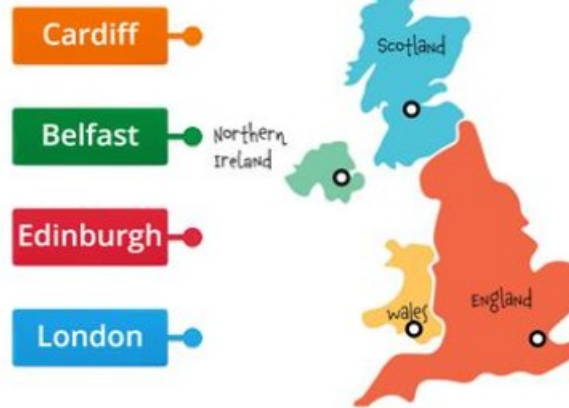 Cardiff
Belfast
Edinburgh
London
Scotland
Northern
Ireland
Wales
England